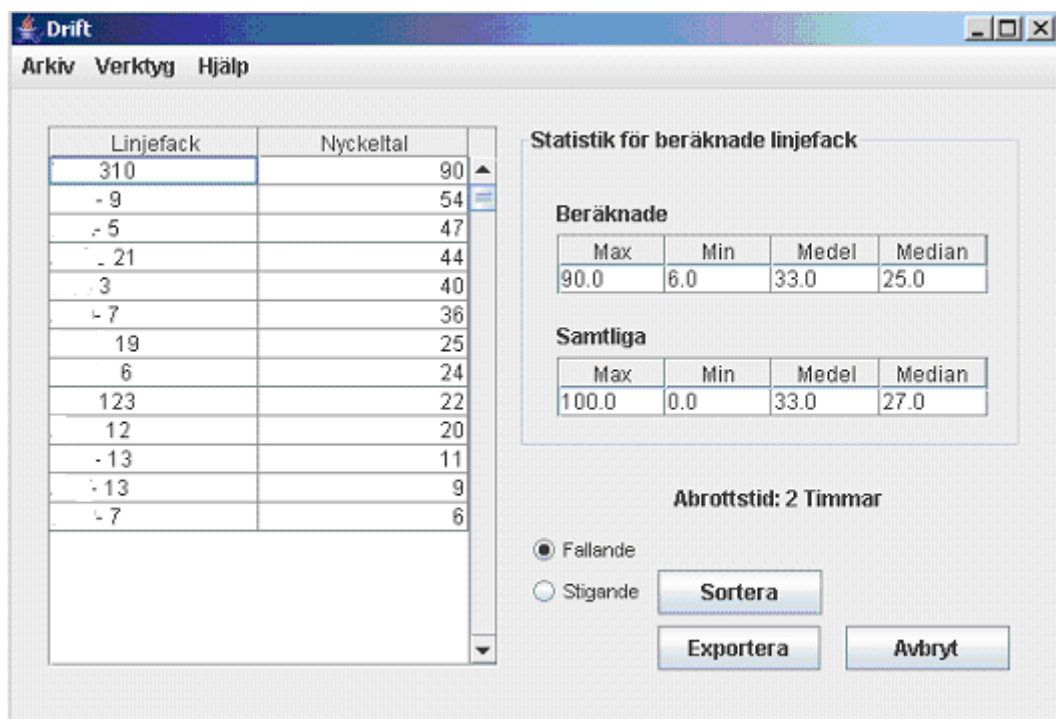 Drift
Arkiv Verktyg Hjälp
Linjefack Nyckeltal
310 90
- 9 54
- 5 47
- 21 44
3 40
- 7 36
19 25
6 24
123 22
12 20
- 13 11
- 13 9
- 7 6
Statistik för beräknade linjefack
Beräknade
Max Min Medel Median
90.0 6.0 33.0 25.0
Samtliga
Max Min Medel Median
100.0 0.0 33.0 27.0
Abrottstid: 2 Timmar
Fallande
Stigande Sortera
Exportera Avbryt